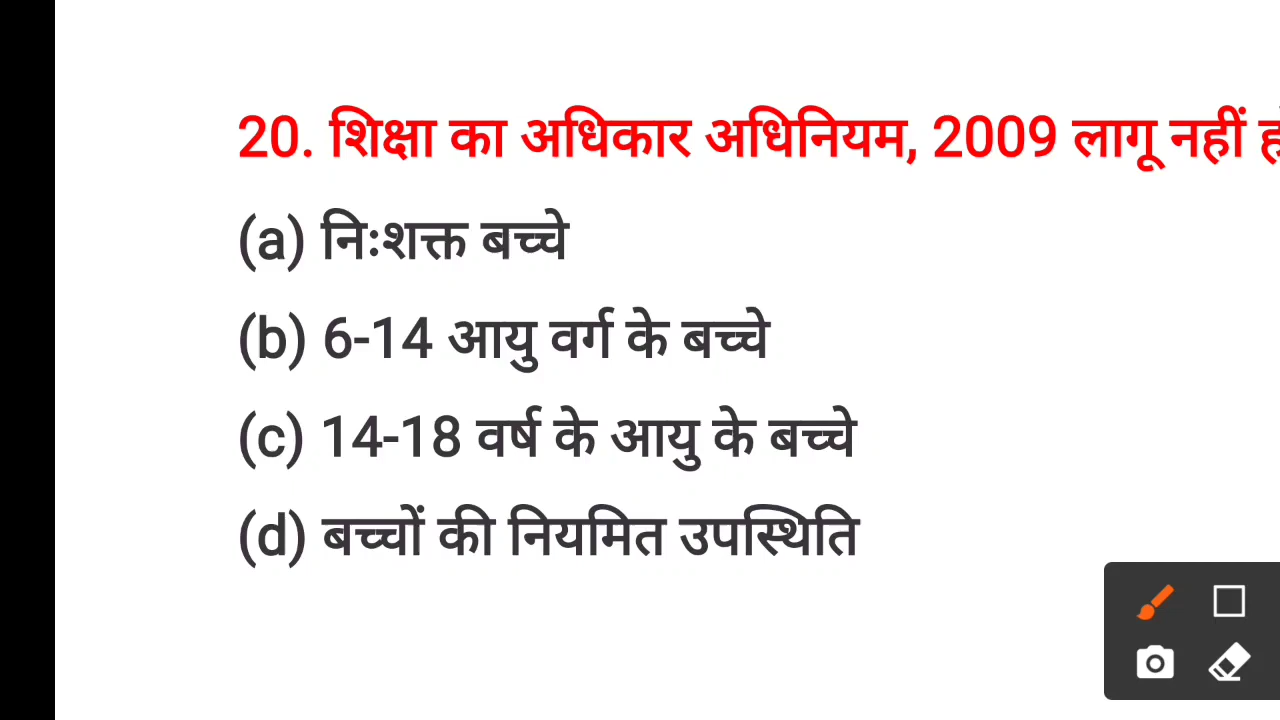 20. शिक्षा का अधिकार अधिनियम, 2009 लागू नहीं
(a) निःशक्त बच्चे
(b) 6-14 आयु वर्ग के बच्चे
(c) 14-18 वर्ष के आयु के बच्चे
(d) बच्चों की नियमित उपस्थिति